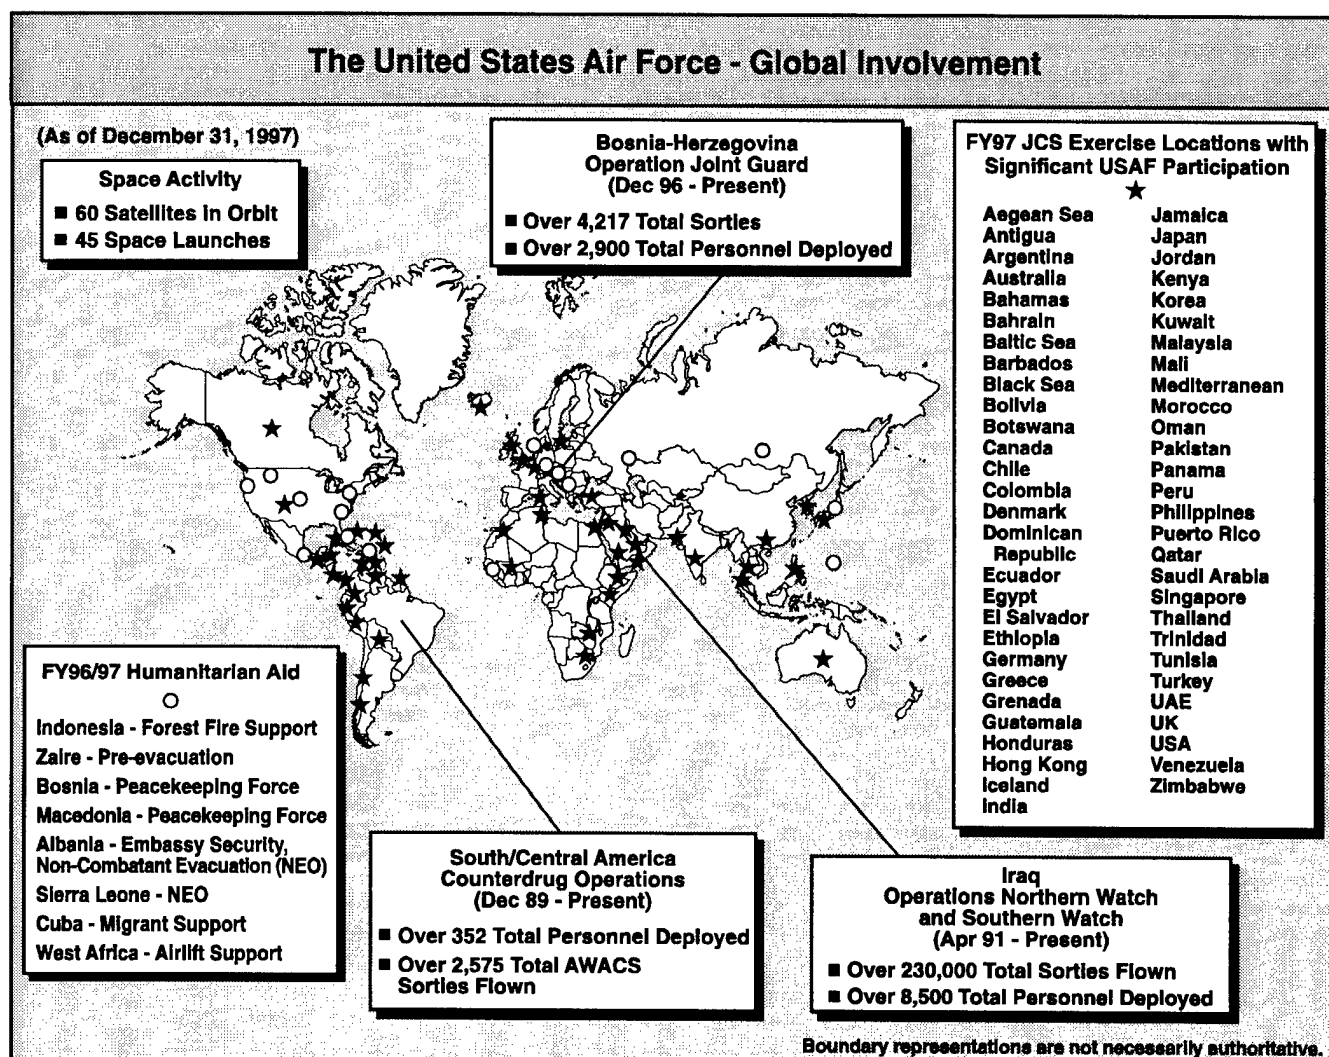 The United States Air Force - Global Involvement
(As of December 31, 1997)
Space Activity
■ 60 Satellites in Orbit
■ 45 Space Launches
Bosnia-Herzegovina
Operation Joint Guard
(Dec 96 - Present)
■ Over 4,217 Total Sorties
■ Over 2,900 Total Personnel Deployed
FY97 JCS Exercise Locations with
Significant USAF Participation
★
Aegean Sea
Antigua
Argentina
Australia
Bahamas
Bahrain
Baltic Sea
Barbados
Black Sea
Bolivia
Botswana
Canada
Chile
Colombia
Denmark
Dominican
Republic
Ecuador
Egypt
El Salvador
Ethiopia
Germany
Greece
Grenada
Guatemala
Honduras
Hong Kong
Iceland
India
Jamaica
Japan
Jordan
Kenya
Korea
Kuwait
Malaysia
Mali
Mediterranean
Morocco
Oman
Pakistan
Panama
Peru
Philippines
Puerto Rico
Qatar
Saudi Arabia
Singapore
Thailand
Trinidad
Tunisia
Turkey
UAE
UK
USA
Venezuela
Zimbabwe
FY96/97 Humanitarian Aid
Indonesia - Forest Fire Support
Zaire - Pre-evacuation
Bosnia - Peacekeeping Force
Macedonia - Peacekeeping Force
Albania - Embassy Security,
Non-Combatant Evacuation (NEO)
Sierra Leone - NEO
Cuba - Migrant Support
West Africa - Airlift Support
South/Central America
Counterdrug Operations
(Dec 89 - Present)
■ Over 352 Total Personnel Deployed
■ Over 2,575 Total AWACS
Sorties Flown
Iraq
Operations Northern Watch
and Southern Watch
(Apr 91 - Present)
■ Over 230,000 Total Sorties Flown
■ Over 8,500 Total Personnel Deployed
Boundary representations are not necessarily authoritative.